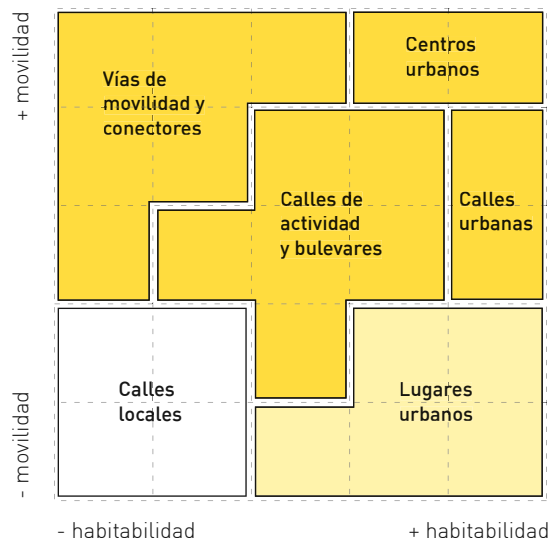 + movilidad
Vías de
movilidad y
conectores
Centros
urbanos
Calles de
actividad
y bulevares
Calles
urbanas
Calles
locales
Lugares
urbanos
- movilidad
- habitabilidad
+ habitabilidad